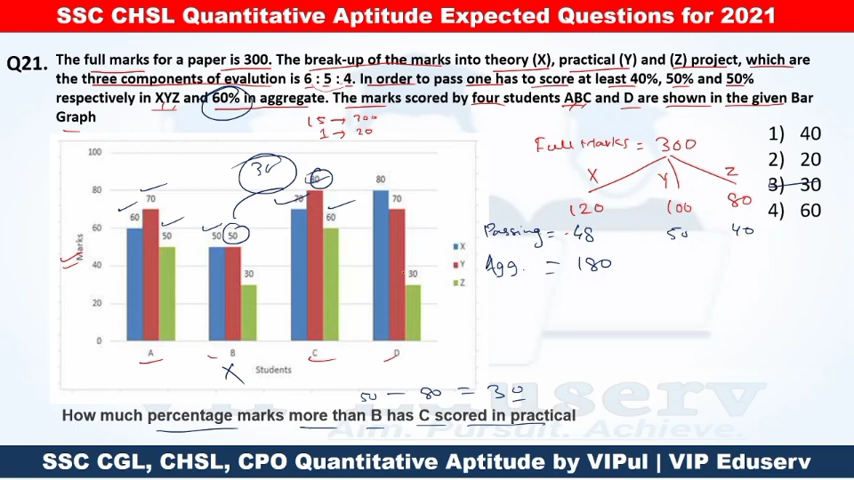 SSC CHSL Quantitative Aptitude Expected Questions for 2021
Q21. The full marks for a paper is 300. The break-up of the marks into theory (X), practical (Y) and (Z) project, which are
the three components of evalution is 6 : 5 : 4. In order to pass one has to score at least 40%, 50% and 50%
respectively in XYZ and 60% in aggregate. The marks scored by four students ABC and D are shown in the given Bar
Graph
15 → 300
1 → 20
1) 40
2) 20
3) 30
4) 60
Full Marks = 300
X Y Z
120 100 80
Passing = 48 50 40
Agg. = 180
30
100
80
60
40
20
0
Marks
60 70 50
50 50 30
70 80 60
80 70 30
X
Y
Z
A B C D
X
Students
50 - 80 = 30
How much percentage marks more than B has C scored in practical
VIP Eduserv
Aim. Pursuit. Achieve.
SSC CGL, CHSL, CPO Quantitative Aptitude by VIPul | VIP Eduserv